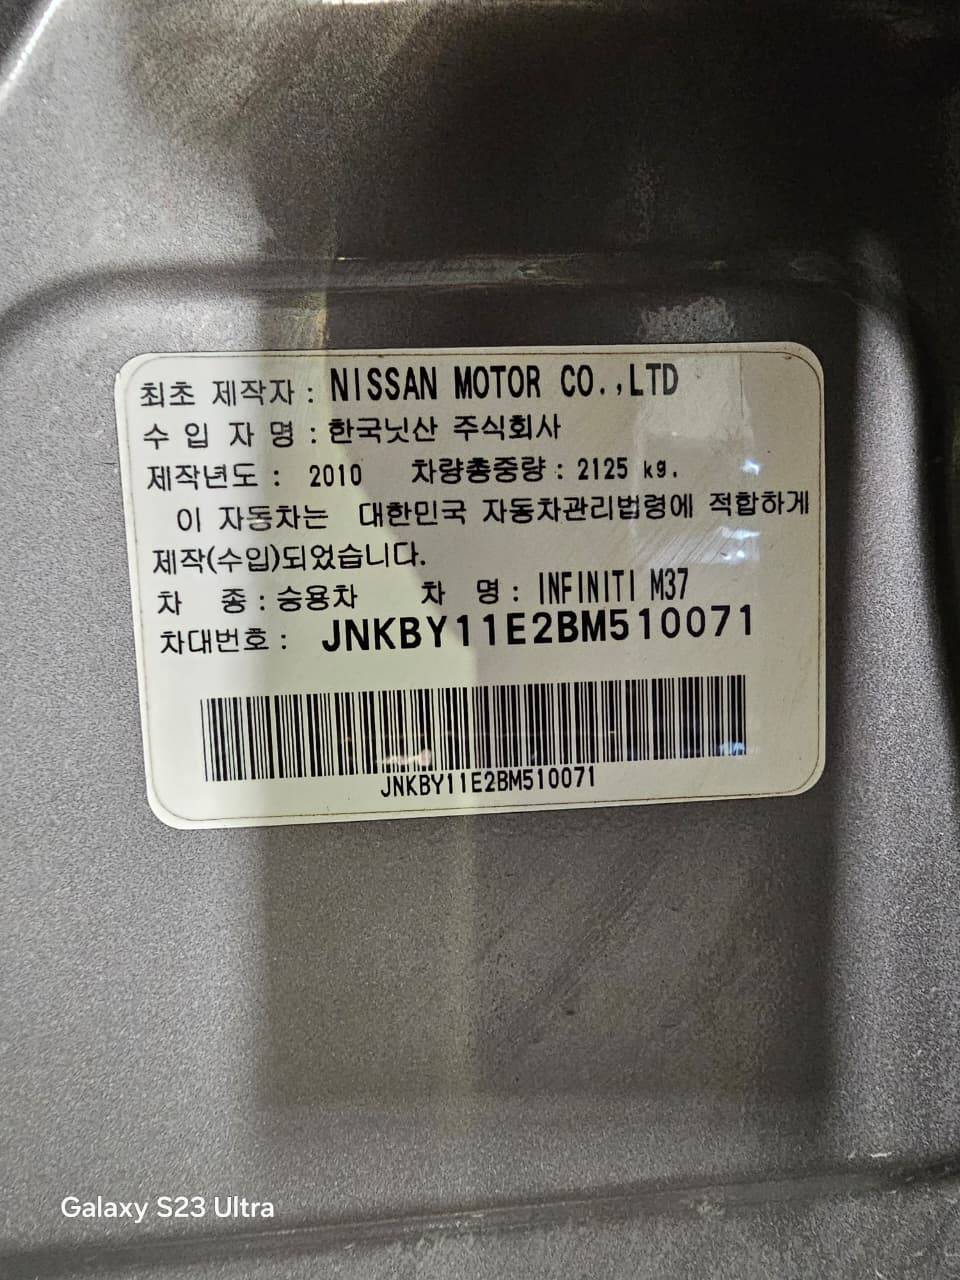 최초 제작자 : NISSAN MOTOR CO.,LTD
수 입 자 명 : 한국닛산 주식회사
제작년도 : 2010 차량총중량 : 2125 kg.
이 자동차는 대한민국 자동차관리법령에 적합하게
제작(수입)되었습니다.
차 종 : 승용차 차 명 : INFINITI M37
차대번호 : JNKBY11E2BM510071
JNKBY11E2BM510071
Galaxy S23 Ultra